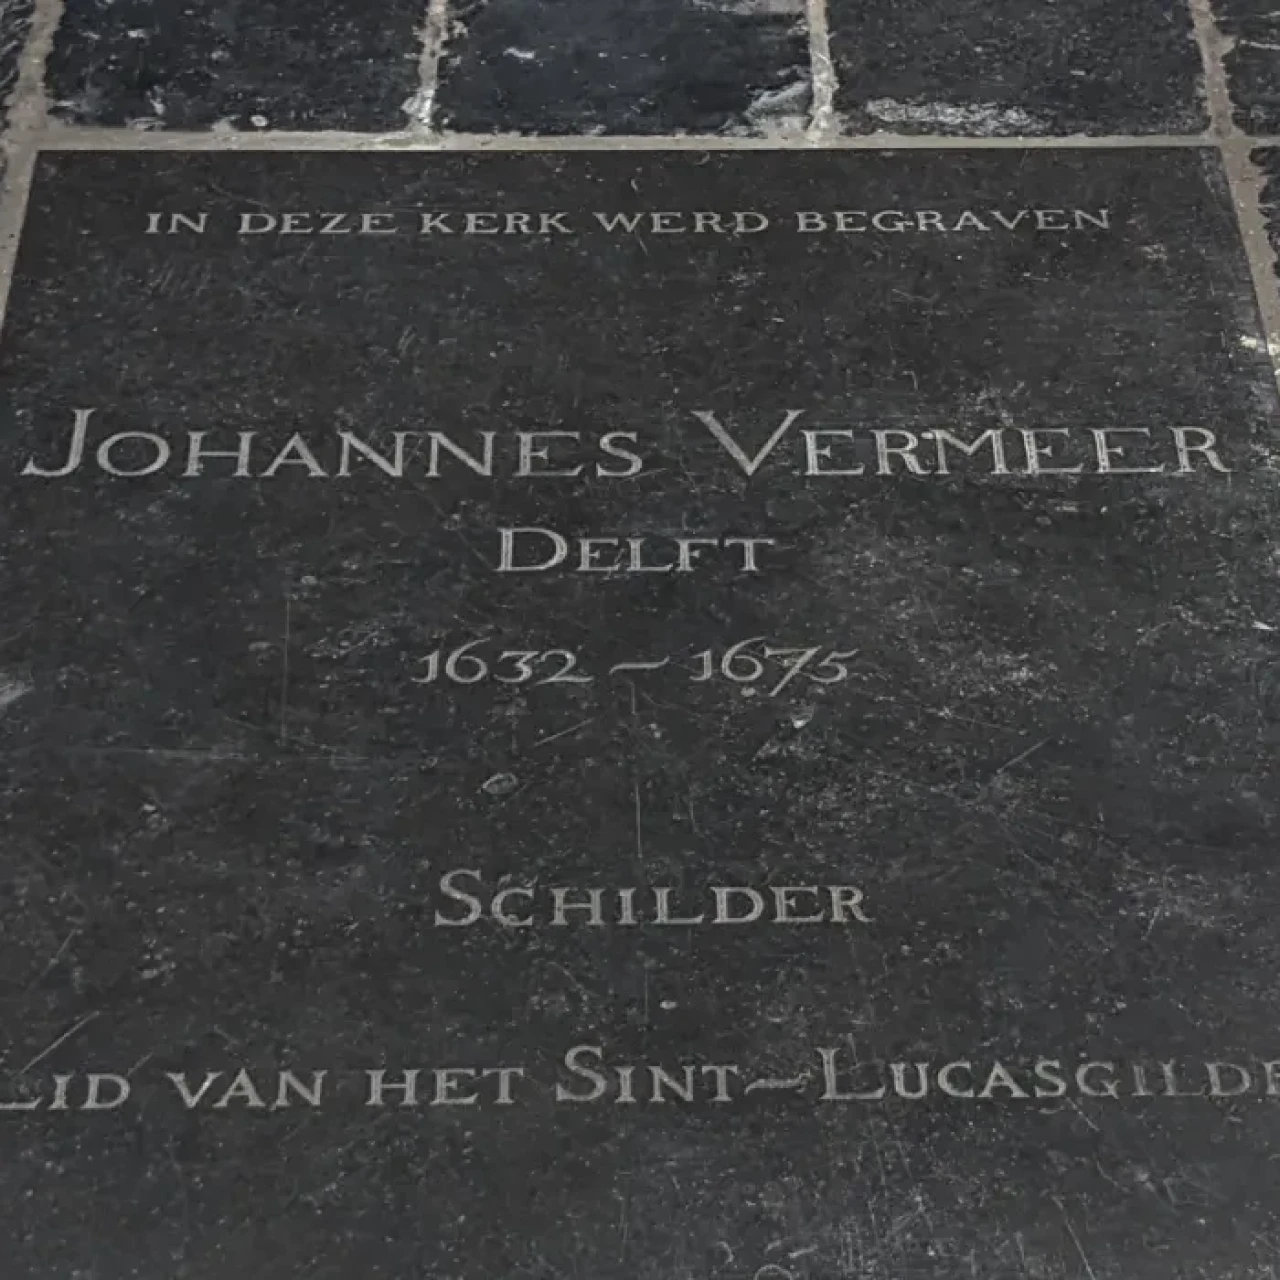 IN DEZE KERK WERD BEGRAVEN
JOHANNES VERMEER
DELFT
1632 – 1675
SCHILDER
LID VAN HET SINT-LUCASGILDE